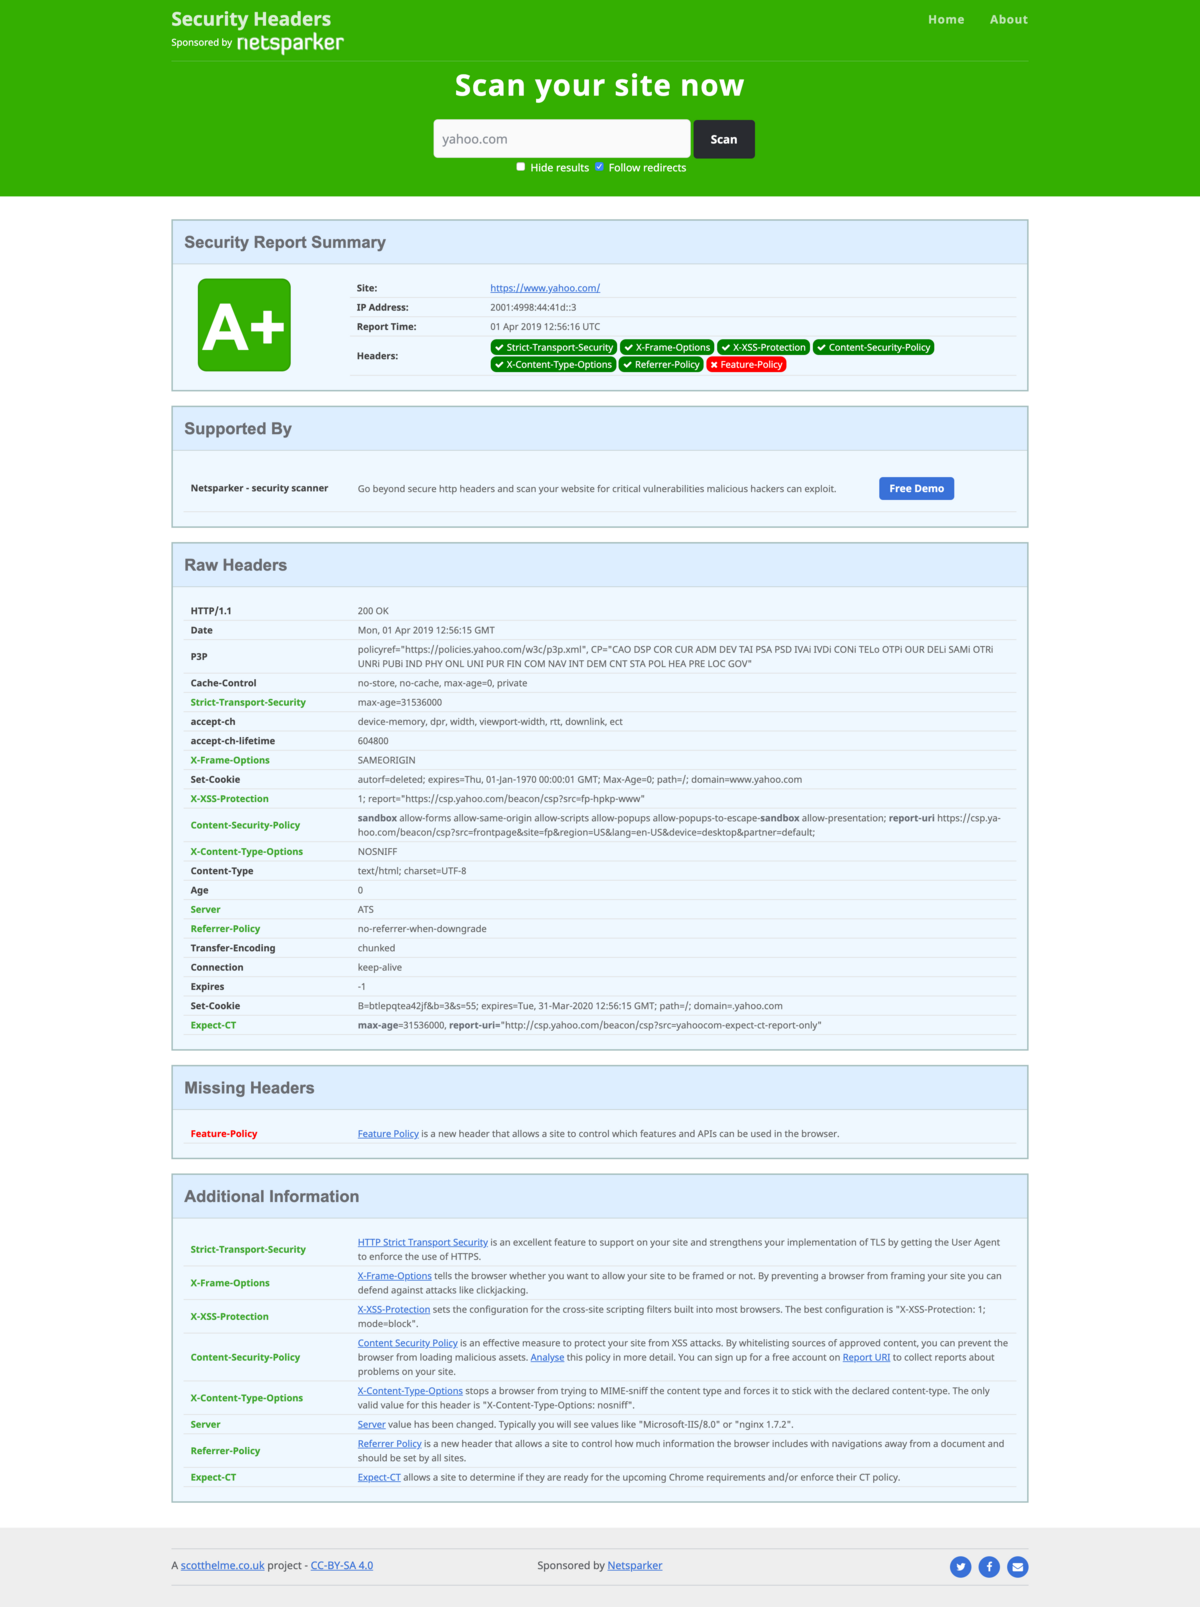 Security Headers
Sponsored by netsparker
Home About
Scan your site now
yahoo.com Scan
Hide results Follow redirects
Security Report Summary
A+
Site: https://www.yahoo.com/
IP Address: 2001:4998:44:41d::3
Report Time: 01 Apr 2019 12:56:16 UTC
Headers: Strict-Transport-Security X-Frame-Options X-XSS-Protection Content-Security-Policy
X-Content-Type-Options Referrer-Policy Feature-Policy
Supported By
Netsparker - security scanner Go beyond secure http headers and scan your website for critical vulnerabilities malicious hackers can exploit. Free Demo
Raw Headers
HTTP/1.1 200 OK
Date Mon, 01 Apr 2019 12:56:15 GMT
P3P policyref="https://policies.yahoo.com/w3c/p3p.xml", CP="CAO DSP COR CUR ADM DEV TAI PSA PSD IVAi IVDi CONi TELo OTPi OUR DELi SAMi OTRi
UNRi PUBi IND PHY ONL UNI PUR FIN COM NAV INT DEM CNT STA POL HEA PRE LOC GOV"
Cache-Control no-store, no-cache, max-age=0, private
Strict-Transport-Security max-age=31536000
accept-ch device-memory, dpr, width, viewport-width, rtt, downlink, ect
accept-ch-lifetime 604800
X-Frame-Options SAMEORIGIN
Set-Cookie autorf=deleted; expires=Thu, 01-Jan-1970 00:00:01 GMT; Max-Age=0; path=/; domain=www.yahoo.com
X-XSS-Protection 1; report="https://csp.yahoo.com/beacon/csp?src=fp-hpkp-www"
Content-Security-Policy sandbox allow-forms allow-same-origin allow-scripts allow-popups allow-popups-to-escape-sandbox allow-presentation; report-uri https://csp.ya-
hoo.com/beacon/csp?src=frontpage&site=fp&region=US&lang=en-US&device=desktop&partner=default;
X-Content-Type-Options NOSNIFF
Content-Type text/html; charset=UTF-8
Age 0
Server ATS
Referrer-Policy no-referrer-when-downgrade
Transfer-Encoding chunked
Connection keep-alive
Expires -1
Set-Cookie B=btlepqtea42jf&b=3&s=55; expires=Tue, 31-Mar-2020 12:56:15 GMT; path=/; domain=.yahoo.com
Expect-CT max-age=31536000, report-uri="http://csp.yahoo.com/beacon/csp?src=yahoocom-expect-ct-report-only"
Missing Headers
Feature-Policy Feature Policy is a new header that allows a site to control which features and APIs can be used in the browser.
Additional Information
Strict-Transport-Security HTTP Strict Transport Security is an excellent feature to support on your site and strengthens your implementation of TLS by getting the User Agent
to enforce the use of HTTPS.
X-Frame-Options X-Frame-Options tells the browser whether you want to allow your site to be framed or not. By preventing a browser from framing your site you can
defend against attacks like clickjacking.
X-XSS-Protection X-XSS-Protection sets the configuration for the cross-site scripting filters built into most browsers. The best configuration is "X-XSS-Protection: 1;
mode=block".
Content-Security-Policy Content Security Policy is an effective measure to protect your site from XSS attacks. By whitelisting sources of approved content, you can prevent the
browser from loading malicious assets. Analyse this policy in more detail. You can sign up for a free account on Report URI to collect reports about
problems on your site.
X-Content-Type-Options X-Content-Type-Options stops a browser from trying to MIME-sniff the content type and forces it to stick with the declared content-type. The only
valid value for this header is "X-Content-Type-Options: nosniff".
Server Server value has been changed. Typically you will see values like "Microsoft-IIS/8.0" or "nginx 1.7.2".
Referrer-Policy Referrer Policy is a new header that allows a site to control how much information the browser includes with navigations away from a document and
should be set by all sites.
Expect-CT Expect-CT allows a site to determine if they are ready for the upcoming Chrome requirements and/or enforce their CT policy.
A scotthelme.co.uk project - CC-BY-SA 4.0 Sponsored by Netsparker